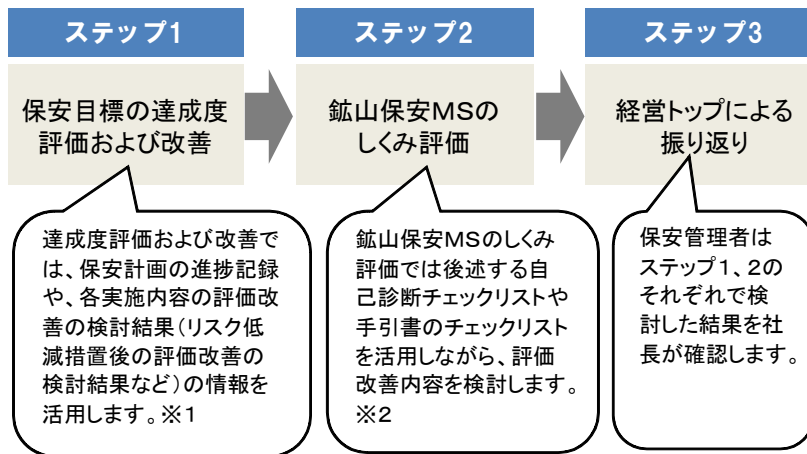 ステップ1
保安目標の達成度
評価および改善
達成度評価および改善で
は、保安計画の進捗記録
や、各実施内容の評価改
善の検討結果(リスク低
減措置後の評価改善の
検討結果など)の情報を
活用します。※1
ステップ2
鉱山保安MSの
しくみ評価
鉱山保安MSのしくみ
評価では後述する自
己診断チェックリストや
手引書のチェックリスト
を活用しながら、評価
改善内容を検討します。
※2
ステップ3
経営トップによる
振り返り
保安管理者は
ステップ1、2の
それぞれで検
討した結果を社
長が確認します。